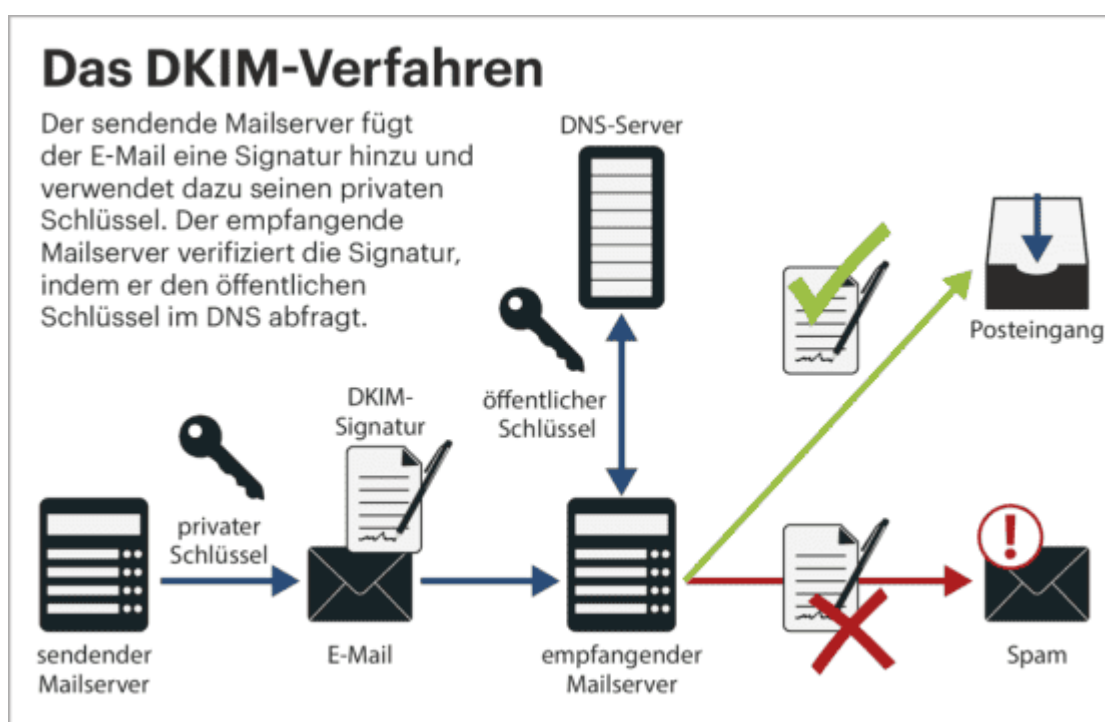 Das DKIM-Verfahren
Der sendende Mailserver fügt
der E-Mail eine Signatur hinzu und
verwendet dazu seinen privaten
Schlüssel. Der empfangende
Mailserver verifiziert die Signatur,
indem er den öffentlichen
Schlüssel im DNS abfragt.
DNS-Server
Posteingang
DKIM-
Signatur
öffentlicher
Schlüssel
privater
Schlüssel
sendender
Mailserver
E-Mail
empfangender
Mailserver
Spam